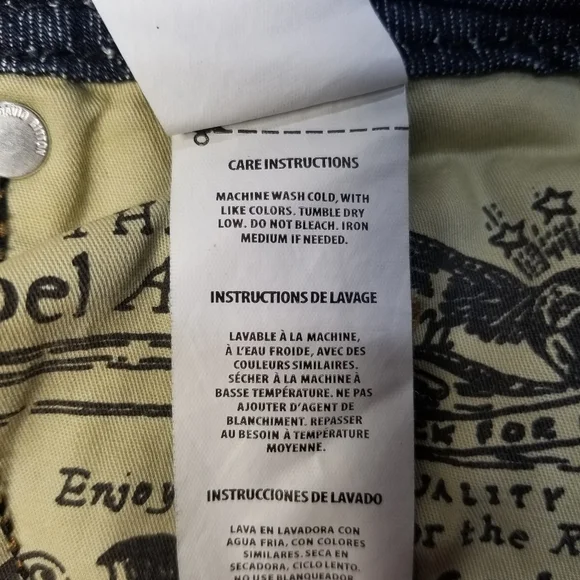 CARE INSTRUCTIONS
MACHINE WASH COLD, WITH
LIKE COLORS. TUMBLE DRY
LOW. DO NOT BLEACH. IRON
MEDIUM IF NEEDED.
INSTRUCTIONS DE LAVAGE
LAVABLE À LA MACHINE,
À L'EAU FROIDE, AVEC DES
COULEURS SIMILAIRES.
SÉCHER À LA MACHINE À
BASSE TEMPÉRATURE. NE PAS
AJOUTER D'AGENT DE
BLANCHIMENT. REPASSER
AU BESOIN À TEMPÉRATURE
MOYENNE.
INSTRUCCIONES DE LAVADO
LAVA EN LAVADORA CON
AGUA FRIA, CON COLORES
SIMILARES. SECA EN
SECADORA, CICLO LENTO.
NO USE BLANQUEADOR
FOR
Enjoy
the